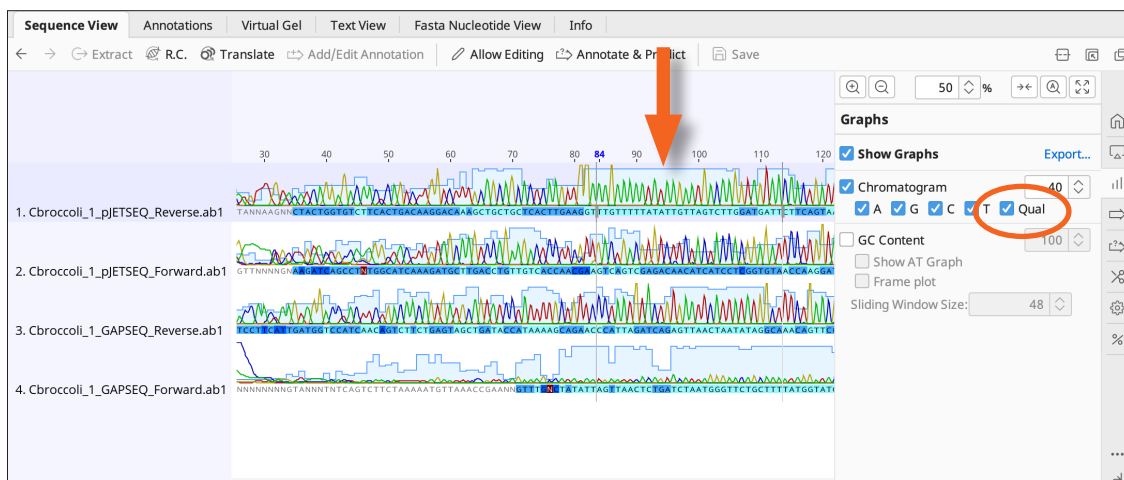 Sequence View Annotations Virtual Gel Text View Fasta Nucleotide View Info
Extract R.C. Translate Add/Edit Annotation Allow Editing Annotate & Predict Save
50 %
Graphs
Show Graphs Export...
Chromatogram 40
A G C T Qual
GC Content 100
Show AT Graph
Frame plot
Sliding Window Size: 48
30 40 50 60 70 80 84 90 100 110 120
1. Cbroccoli_1_pJETSEQ_Reverse.ab1
TANNAAGNNCTACTGGTGTCTTCACTGACAAGGACAAAGCTGCTGCTCACTTGAAGGTTTGTTTTTATATTGTTAGTCTTGGATGATTCTTCAGTA
2. Cbroccoli_1_pJETSEQ_Forward.ab1
3. Cbroccoli_1_GAPSEQ_Reverse.ab1
4. Cbroccoli_1_GAPSEQ_Forward.ab1